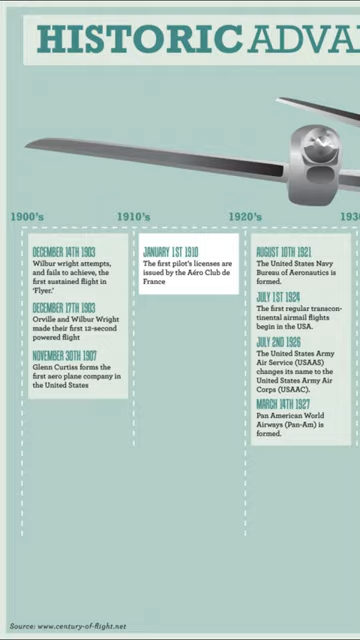 HISTORIC ADVA
1900's
1910's
1920's
193
DECEMBER 14TH 1903
Wilbur wright attempts,
and fails to achieve, the
first sustained flight in
'Flyer.'
DECEMBER 17TH 1903
Orville and Wilbur Wright
made their first 12-second
powered flight
NOVEMBER 30TH 1907
Glenn Curtiss forms the
first aero plane company in
the United States
JANUARY 1ST 1910
The first pilot's licenses are
issued by the Aéro Club de
France
AUGUST 10TH 1921
The United States Navy
Bureau of Aeronautics is
formed.
JULY 1ST 1924
The first regular transcon-
tinental airmail flights
begin in the USA.
JULY 2ND 1926
The United States Army
Air Service (USAAS)
changes its name to the
United States Army Air
Corps (USAAC).
MARCH 14TH 1927
Pan American World
Airways (Pan-Am) is
formed.
Source: www.century-of-flight.net